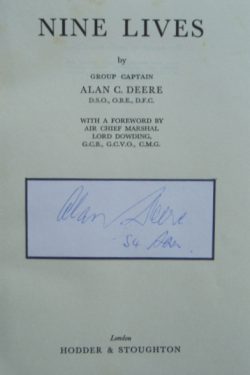 NINE LIVES
by
GROUP CAPTAIN
ALAN C. DEERE
D.S.O., O.B.E., D.F.C.
WITH A FOREWORD BY
AIR CHIEF MARSHAL
LORD DOWDING,
G.C.B., G.C.V.O., C.M.G.
Alan Deere
54 Sqdn.
London
HODDER & STOUGHTON